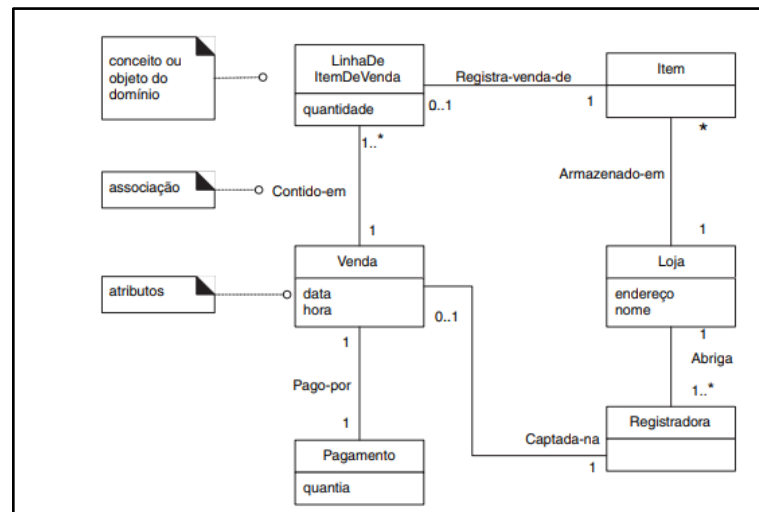 conceito ou
objeto do
domínio
LinhaDe
ItemDeVenda
quantidade
Registra-venda-de
0..1
1
Item
*
1..*
associação
Contido-em
Armazenado-em
1
1
atributos
Venda
data
hora
0..1
Loja
endereço
nome
1
1
Abriga
Pago-por
1..*
1
Captada-na
1
Registradora
Pagamento
quantia